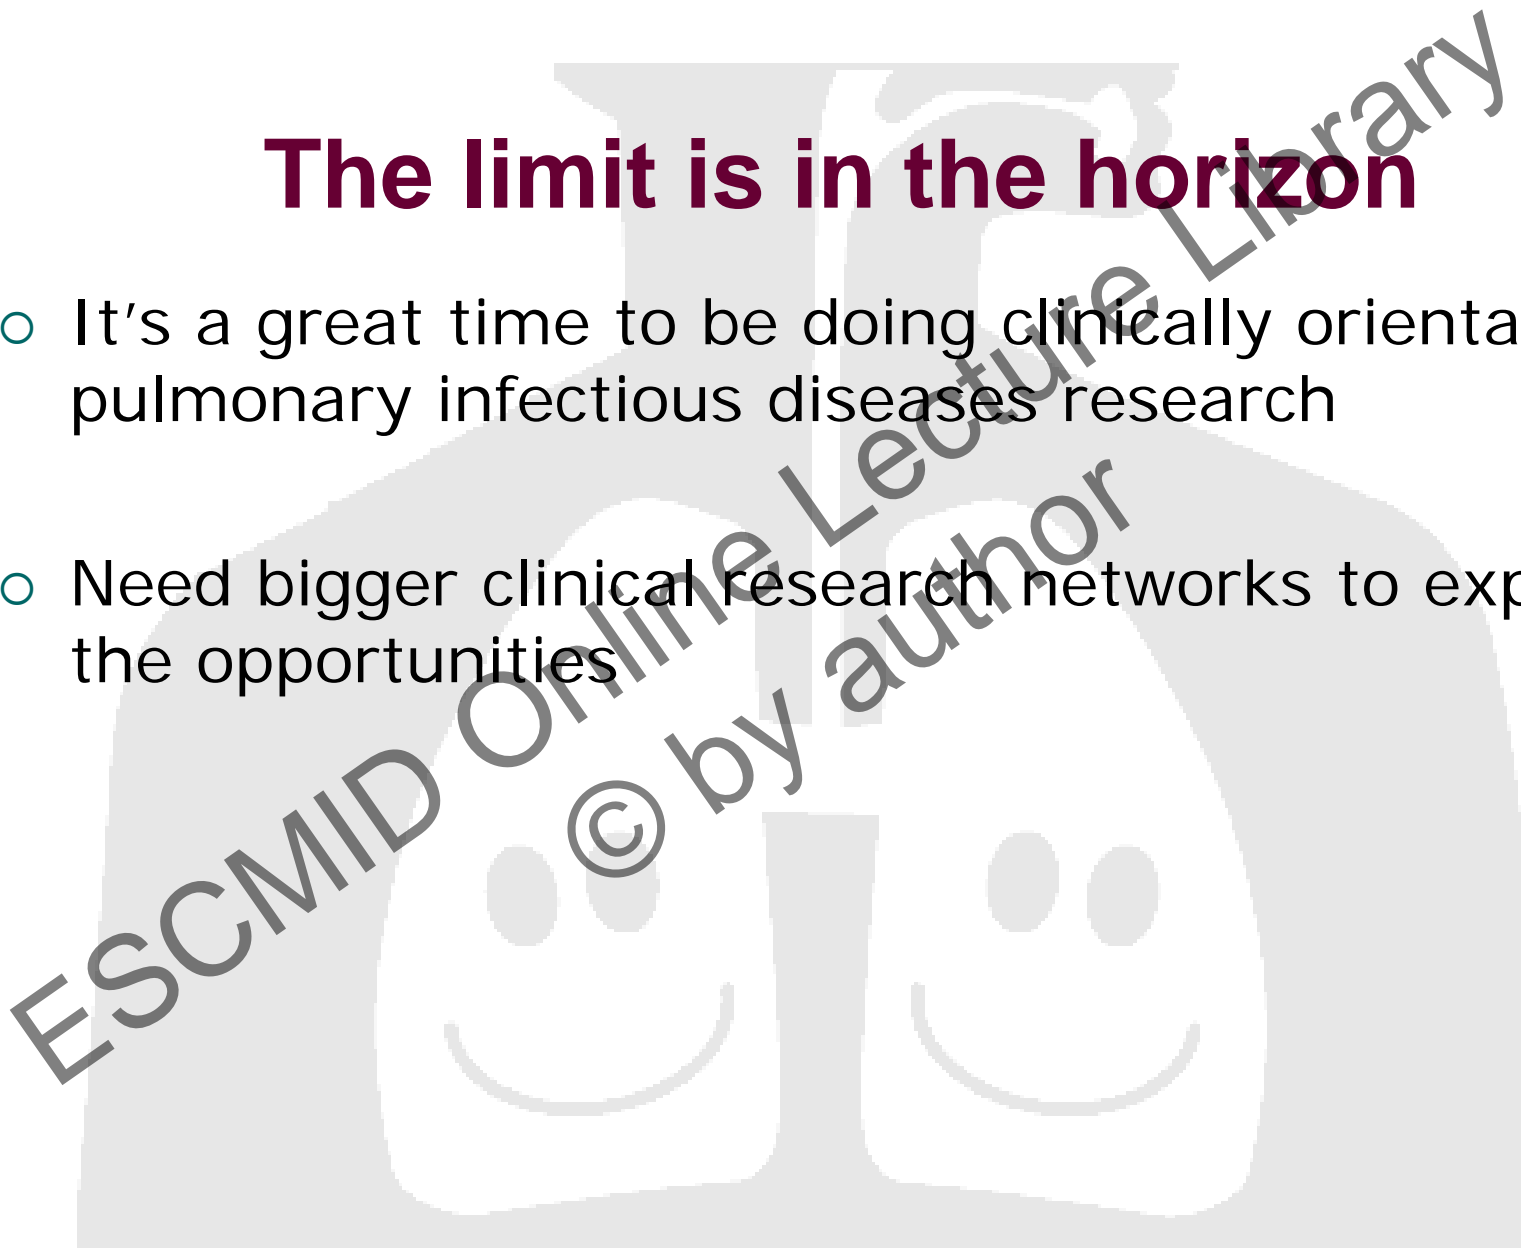 The limit is in the horizon
It's a great time to be doing clinically orienta
pulmonary infectious diseases research
Need bigger clinical research networks to exp
the opportunities
ESCMID Online Lecture Library
© by author